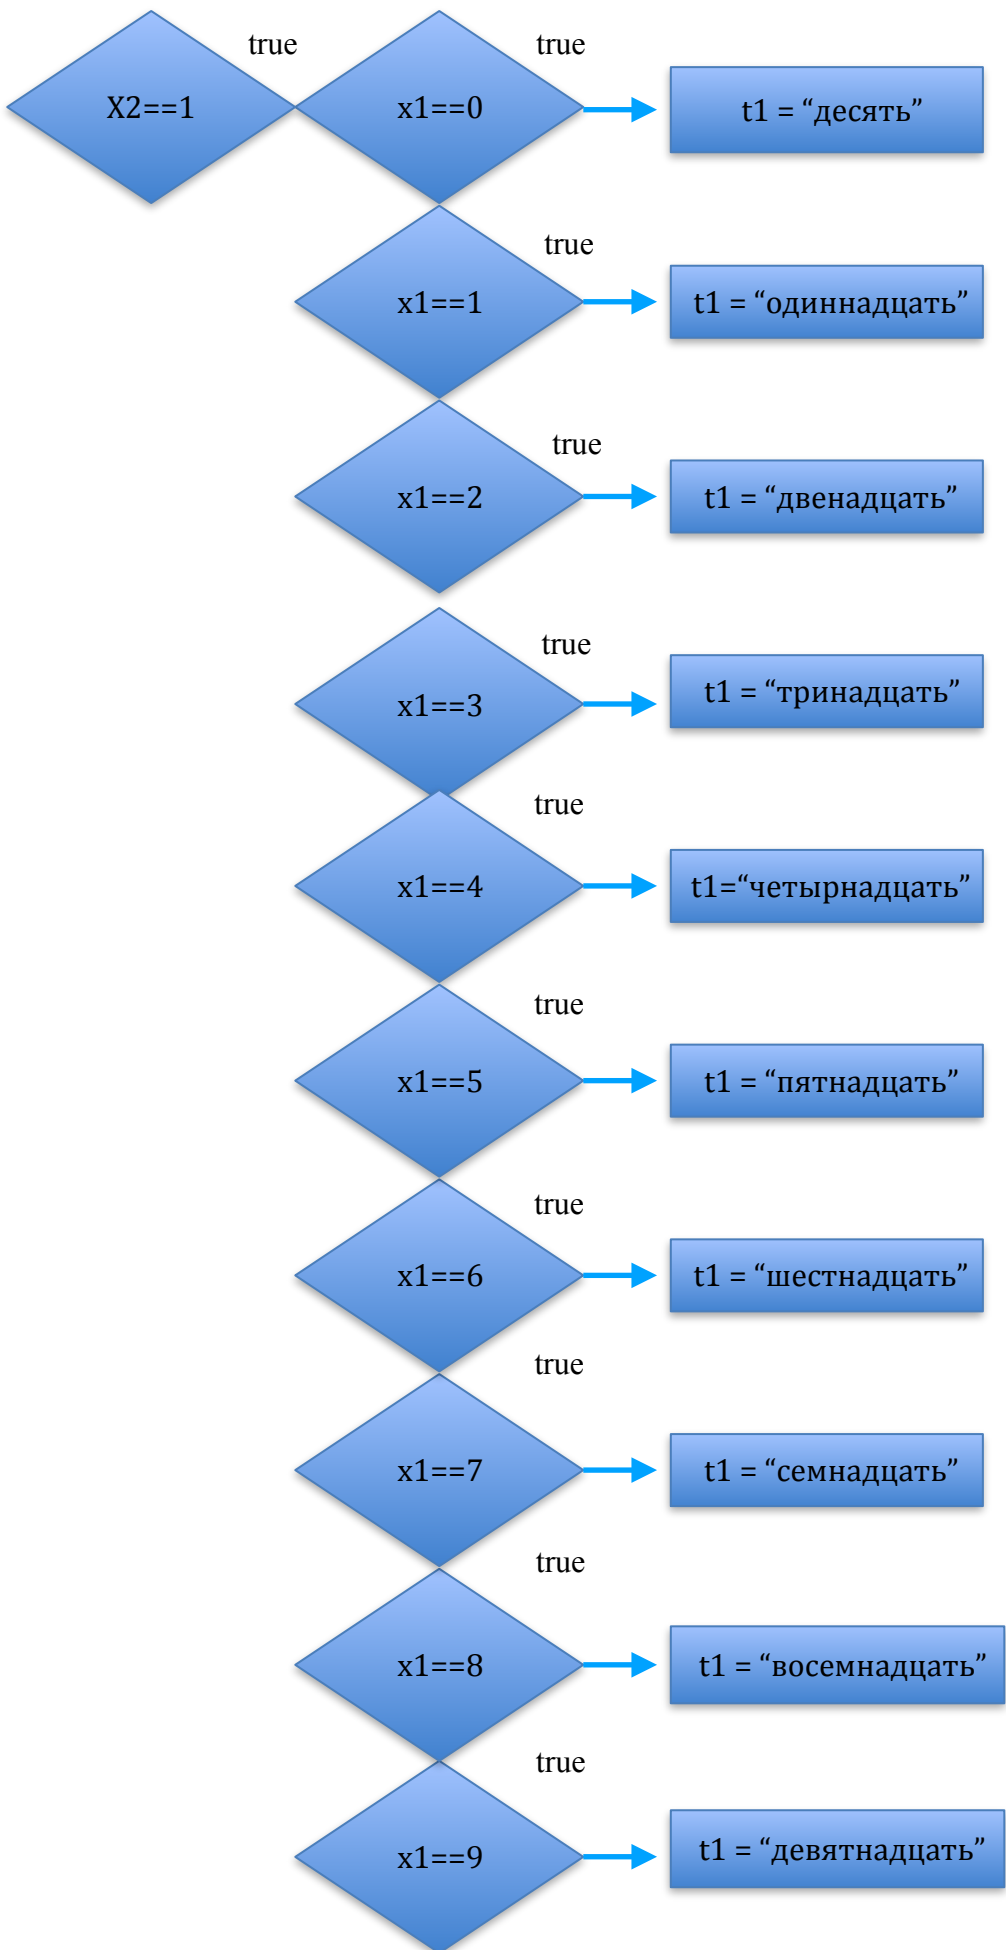 true
true
X2==1
x1==0
t1 = “десять”
true
x1==1
t1 = “одиннадцать”
true
x1==2
t1 = “двенадцать”
true
x1==3
t1 = “тринадцать”
true
x1==4
t1=“четырнадцать”
true
x1==5
t1 = “пятнадцать”
true
x1==6
t1 = “шестнадцать”
true
x1==7
t1 = “семнадцать”
true
x1==8
t1 = “восемнадцать”
true
x1==9
t1 = “девятнадцать”